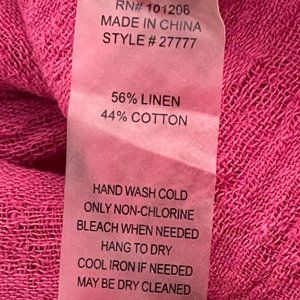 RN# 101206
MADE IN CHINA
STYLE # 27777
56% LINEN
44% COTTON
HAND WASH COLD
ONLY NON-CHLORINE
BLEACH WHEN NEEDED
HANG TO DRY
COOL IRON IF NEEDED
MAY BE DRY CLEANED